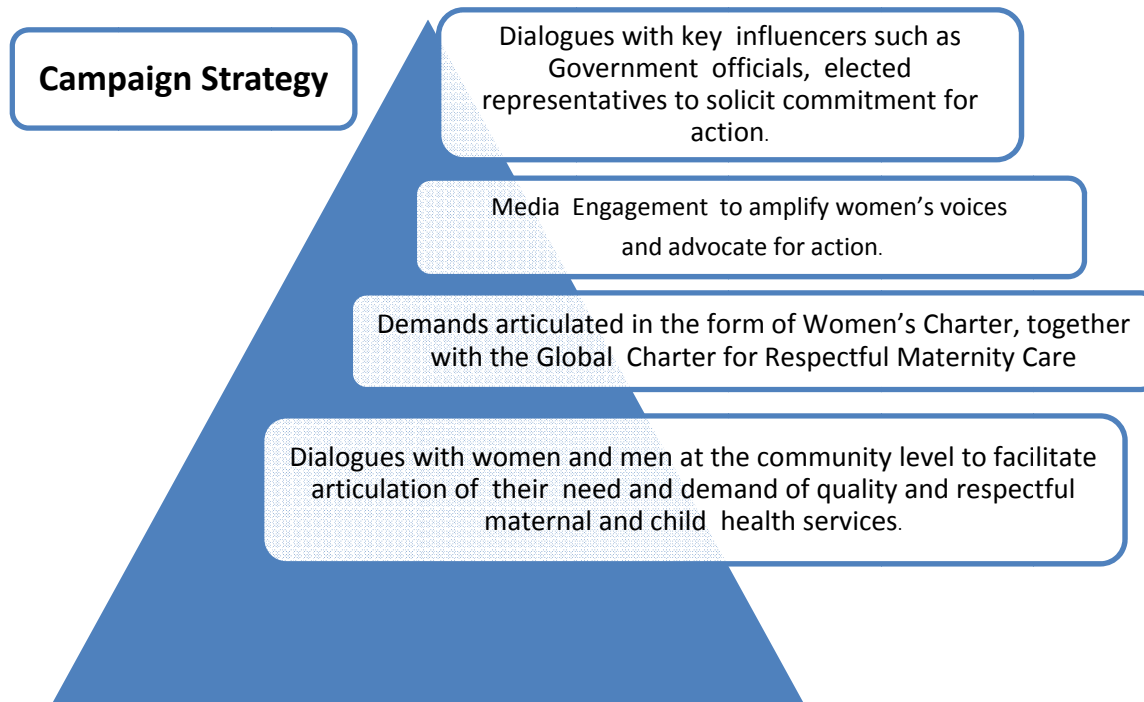 Campaign Strategy
Dialogues with key influencers such as
Government officials, elected
representatives to solicit commitment for
action.
Media Engagement to amplify women’s voices
and advocate for action.
Demands articulated in the form of Women’s Charter, together
with the Global Charter for Respectful Maternity Care
Dialogues with women and men at the community level to facilitate
articulation of their need and demand of quality and respectful
maternal and child health services.